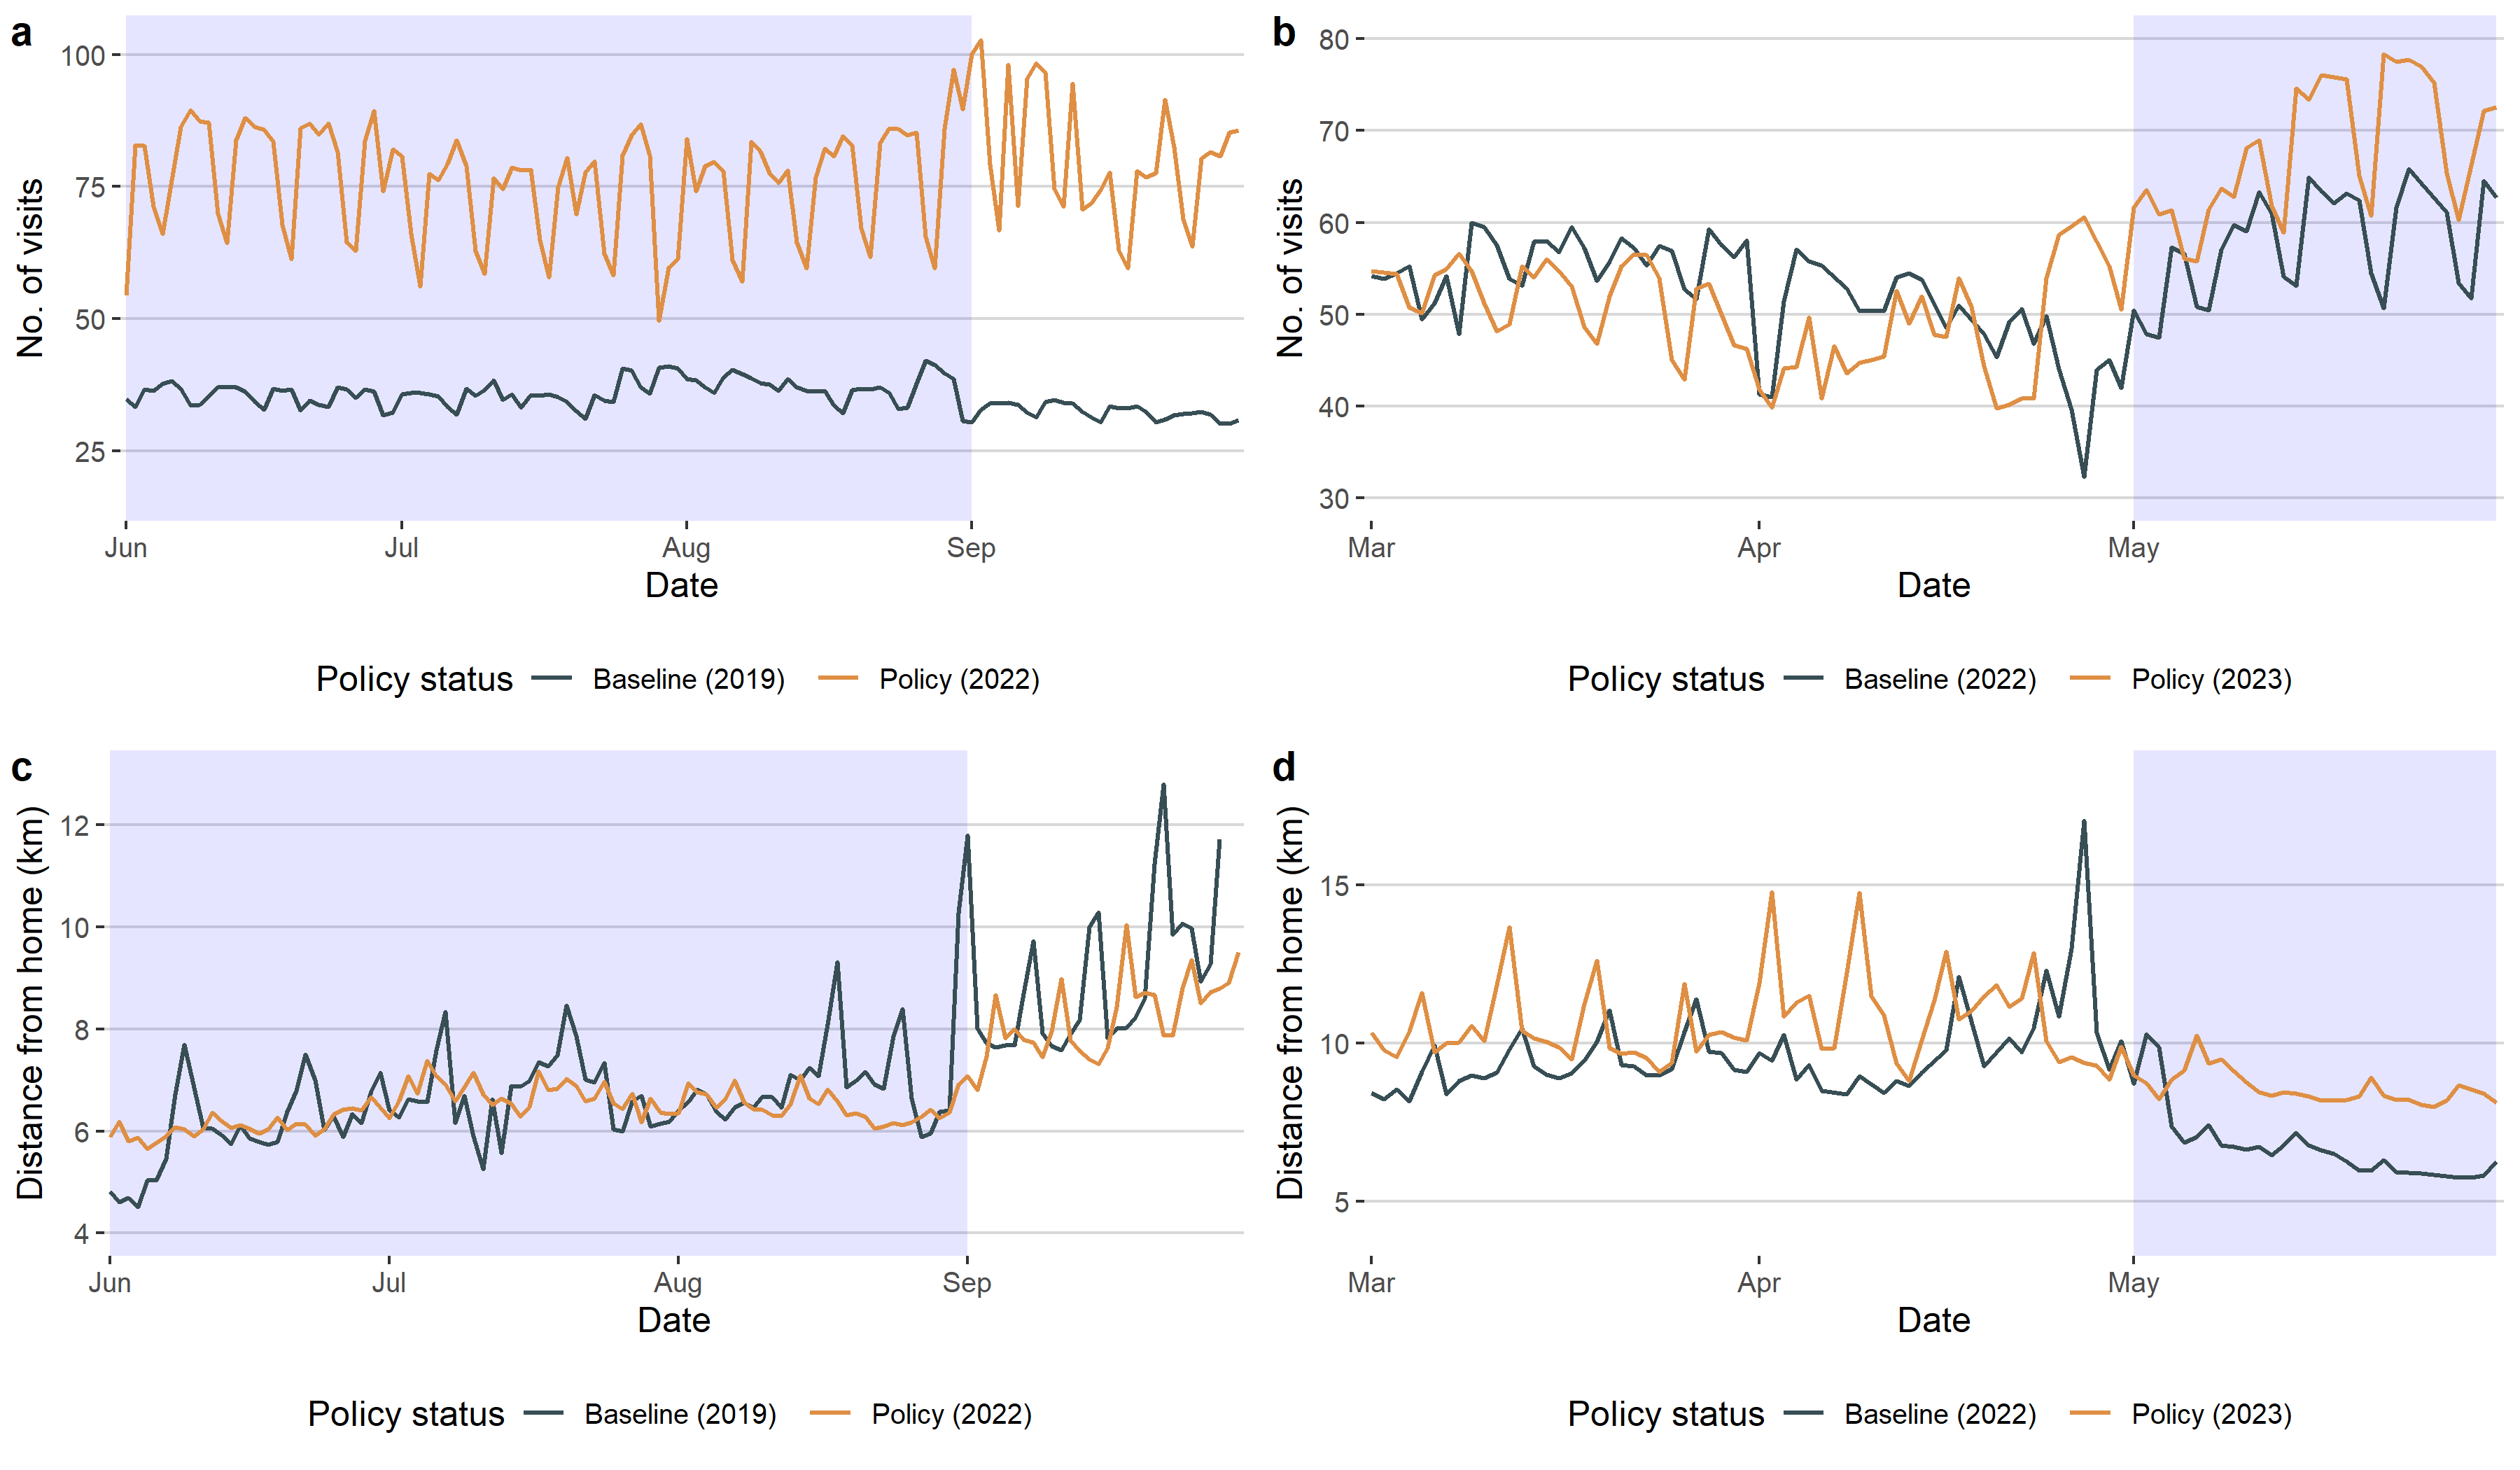 a
100
75
50
25
No. of visits
Jun Jul Aug Sep
Date
Policy status Baseline (2019) Policy (2022)
b
80
70
60
50
40
30
No. of visits
Mar Apr May
Date
Policy status Baseline (2022) Policy (2023)
c
12
10
8
6
4
Distance from home (km)
Jun Jul Aug Sep
Date
Policy status Baseline (2019) Policy (2022)
d
15
10
5
Distance from home (km)
Mar Apr May
Date
Policy status Baseline (2022) Policy (2023)